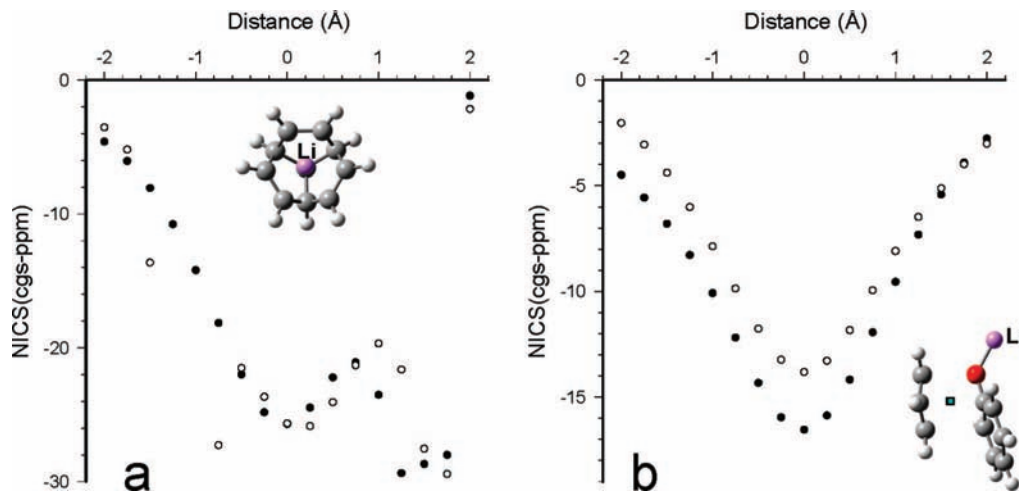 Distance (Å)
-2 -1 0 1 2
0
-10
-20
-30
NICS(cgs-ppm)
Li
a
Distance (Å)
-2 -1 0 1 2
0
-5
-10
-15
NICS(cgs-ppm)
L
b